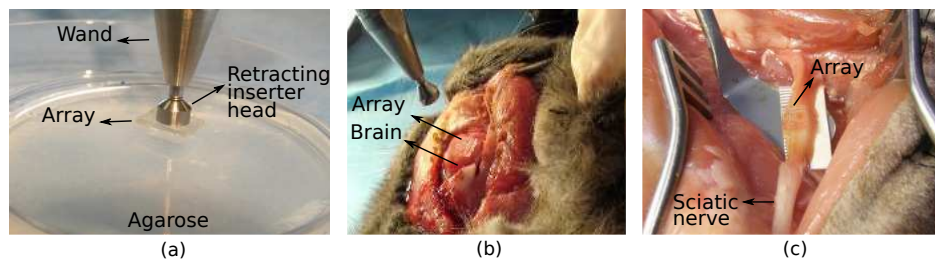 Wand
Retracting
inserter
head
Array
Agarose
(a)
Array
Brain
(b)
Array
Sciatic
nerve
(c)